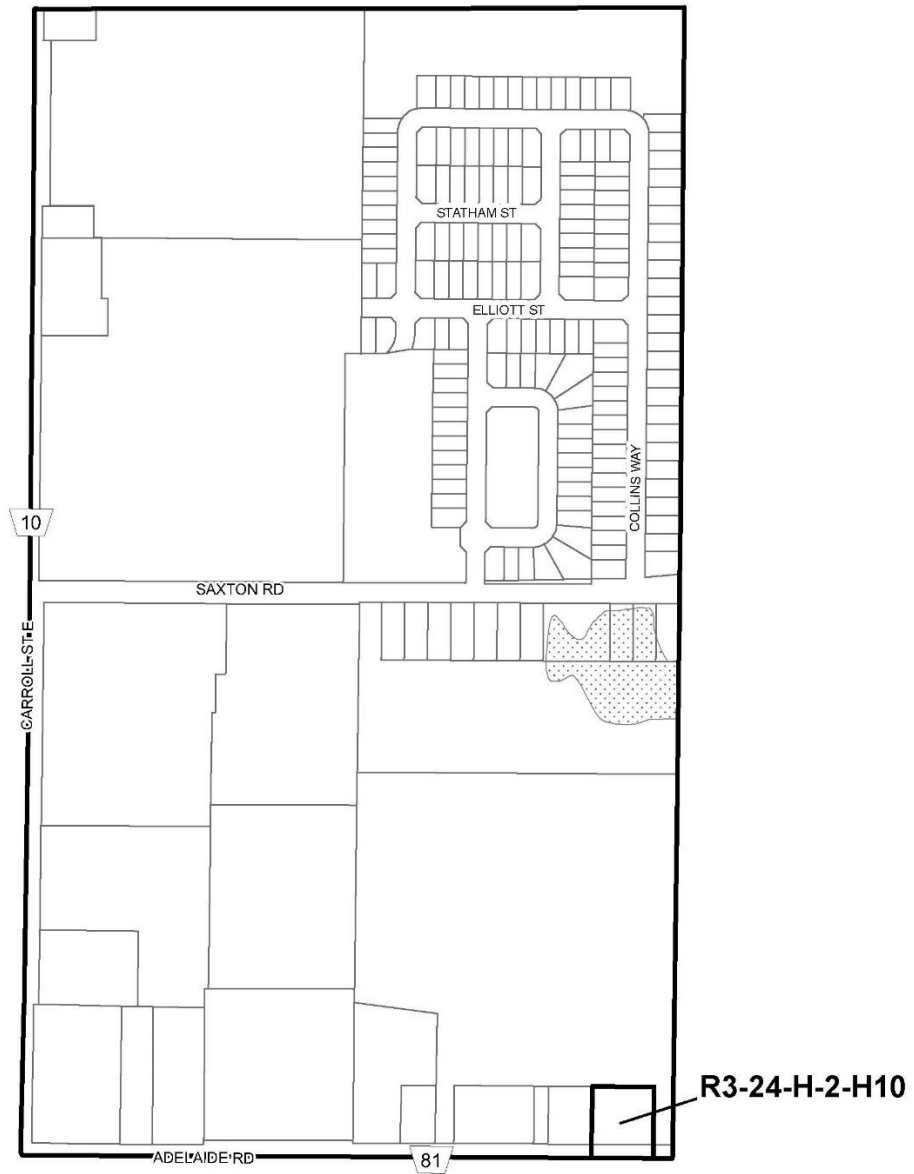 STATHAM ST
ELLIOTT ST
COLLINS WAY
10
SAXTON RD
CARROLL ST E
R3-24-H-2-H10
ADELAIDE RD
81